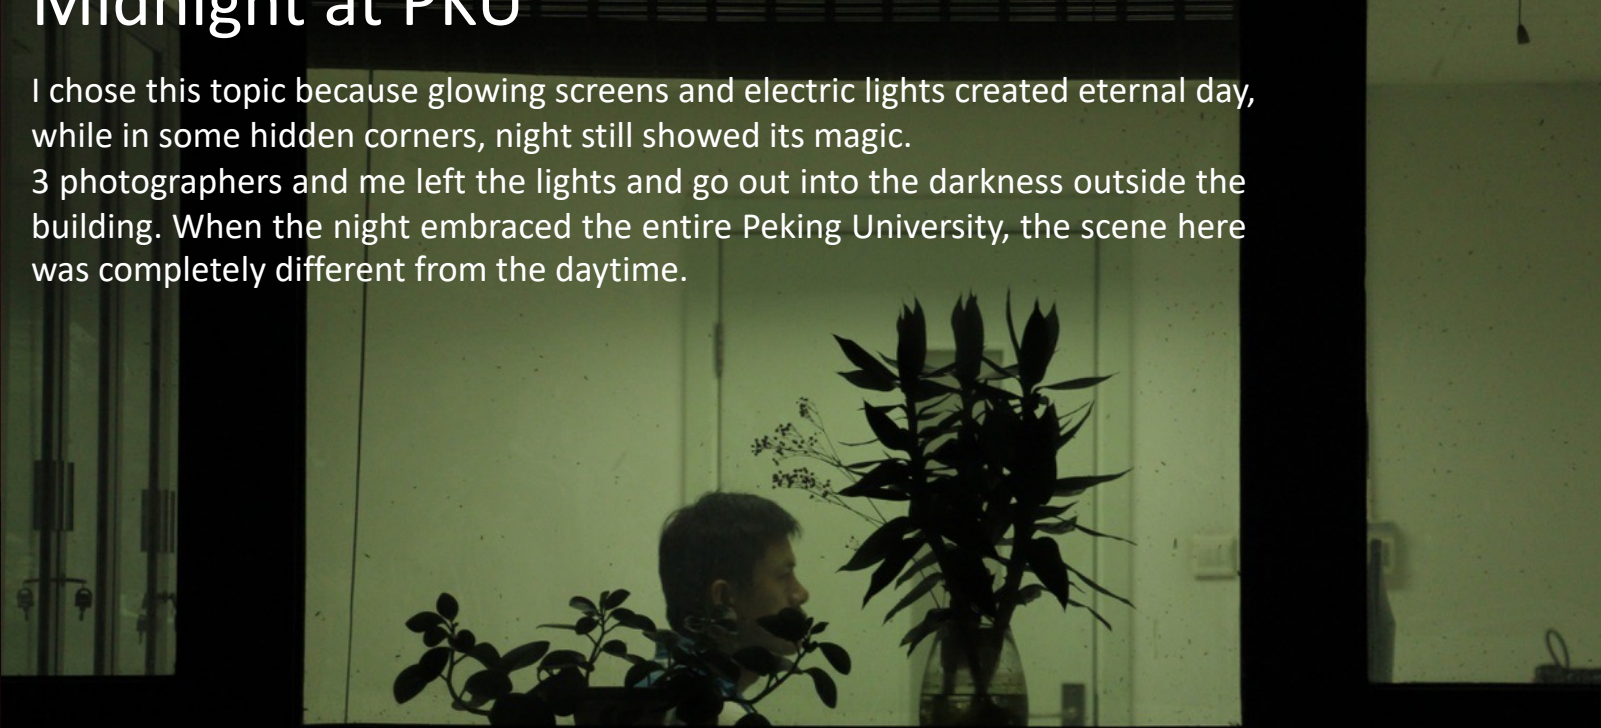 Midnight at PKU
I chose this topic because glowing screens and electric lights created eternal day,
while in some hidden corners, night still showed its magic.
3 photographers and me left the lights and go out into the darkness outside the
building. When the night embraced the entire Peking University, the scene here
was completely different from the daytime.